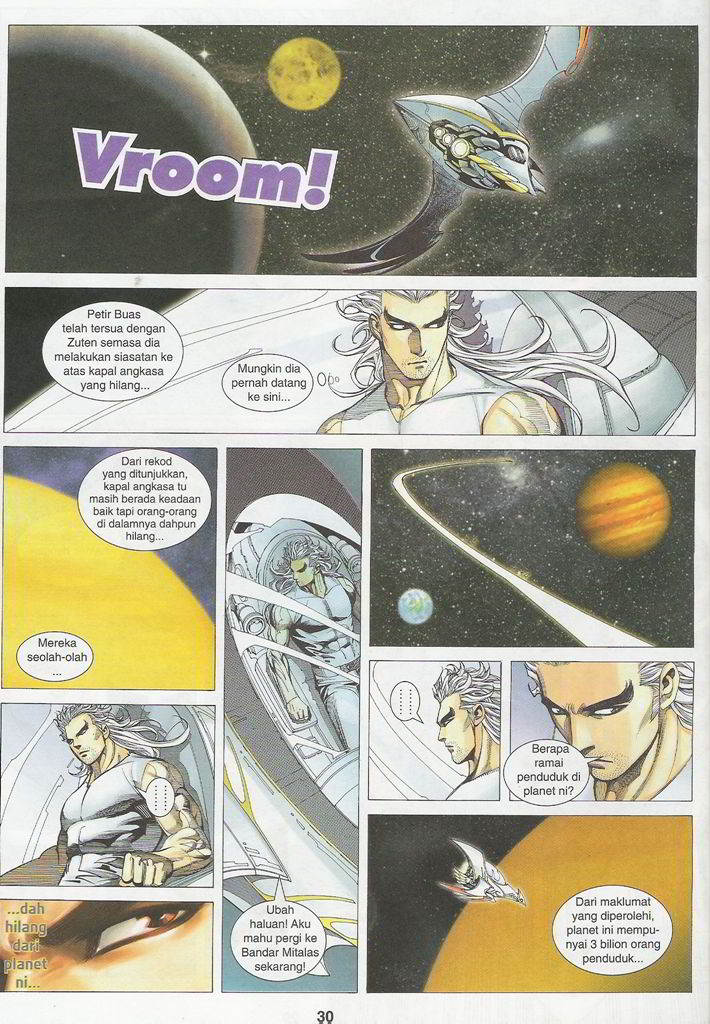 Vroom!
Petir Buas
telah tersua dengan
Zuten semasa dia
melakukan siasatan ke
atas kapal angkasa
yang hilang...
Mungkin dia
pernah datang
ke sini...
Dari rekod
yang ditunjukkan,
kapal angkasa tu
masih berada keadaan
baik tapi orang-orang
di dalamnya dahpun
hilang...
Mereka
seolah-olah
...
...dah
hilang
dari
planet
ni...
Ubah
haluan! Aku
mahu pergi ke
Bandar Mitalas
sekarang!
Berapa
ramai
penduduk di
planet ni?
Dari maklumat
yang diperolehi,
planet ini mempu-
nyai 3 bilion orang
penduduk...
30